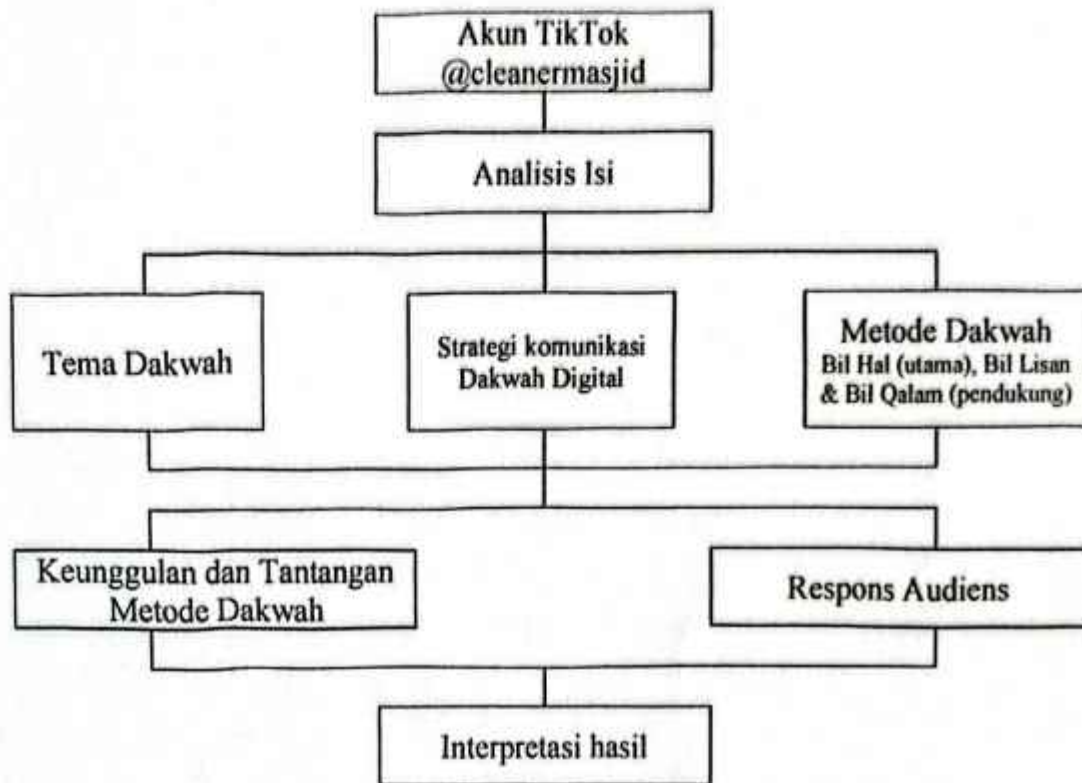 Akun TikTok
@cleanermasjid
Analisis Isi
Tema Dakwah
Strategi komunikasi
Dakwah Digital
Metode Dakwah
Bil Hal (utama), Bil Lisan
& Bil Qalam (pendukung)
Keunggulan dan Tantangan
Metode Dakwah
Respons Audiens
Interpretasi hasil